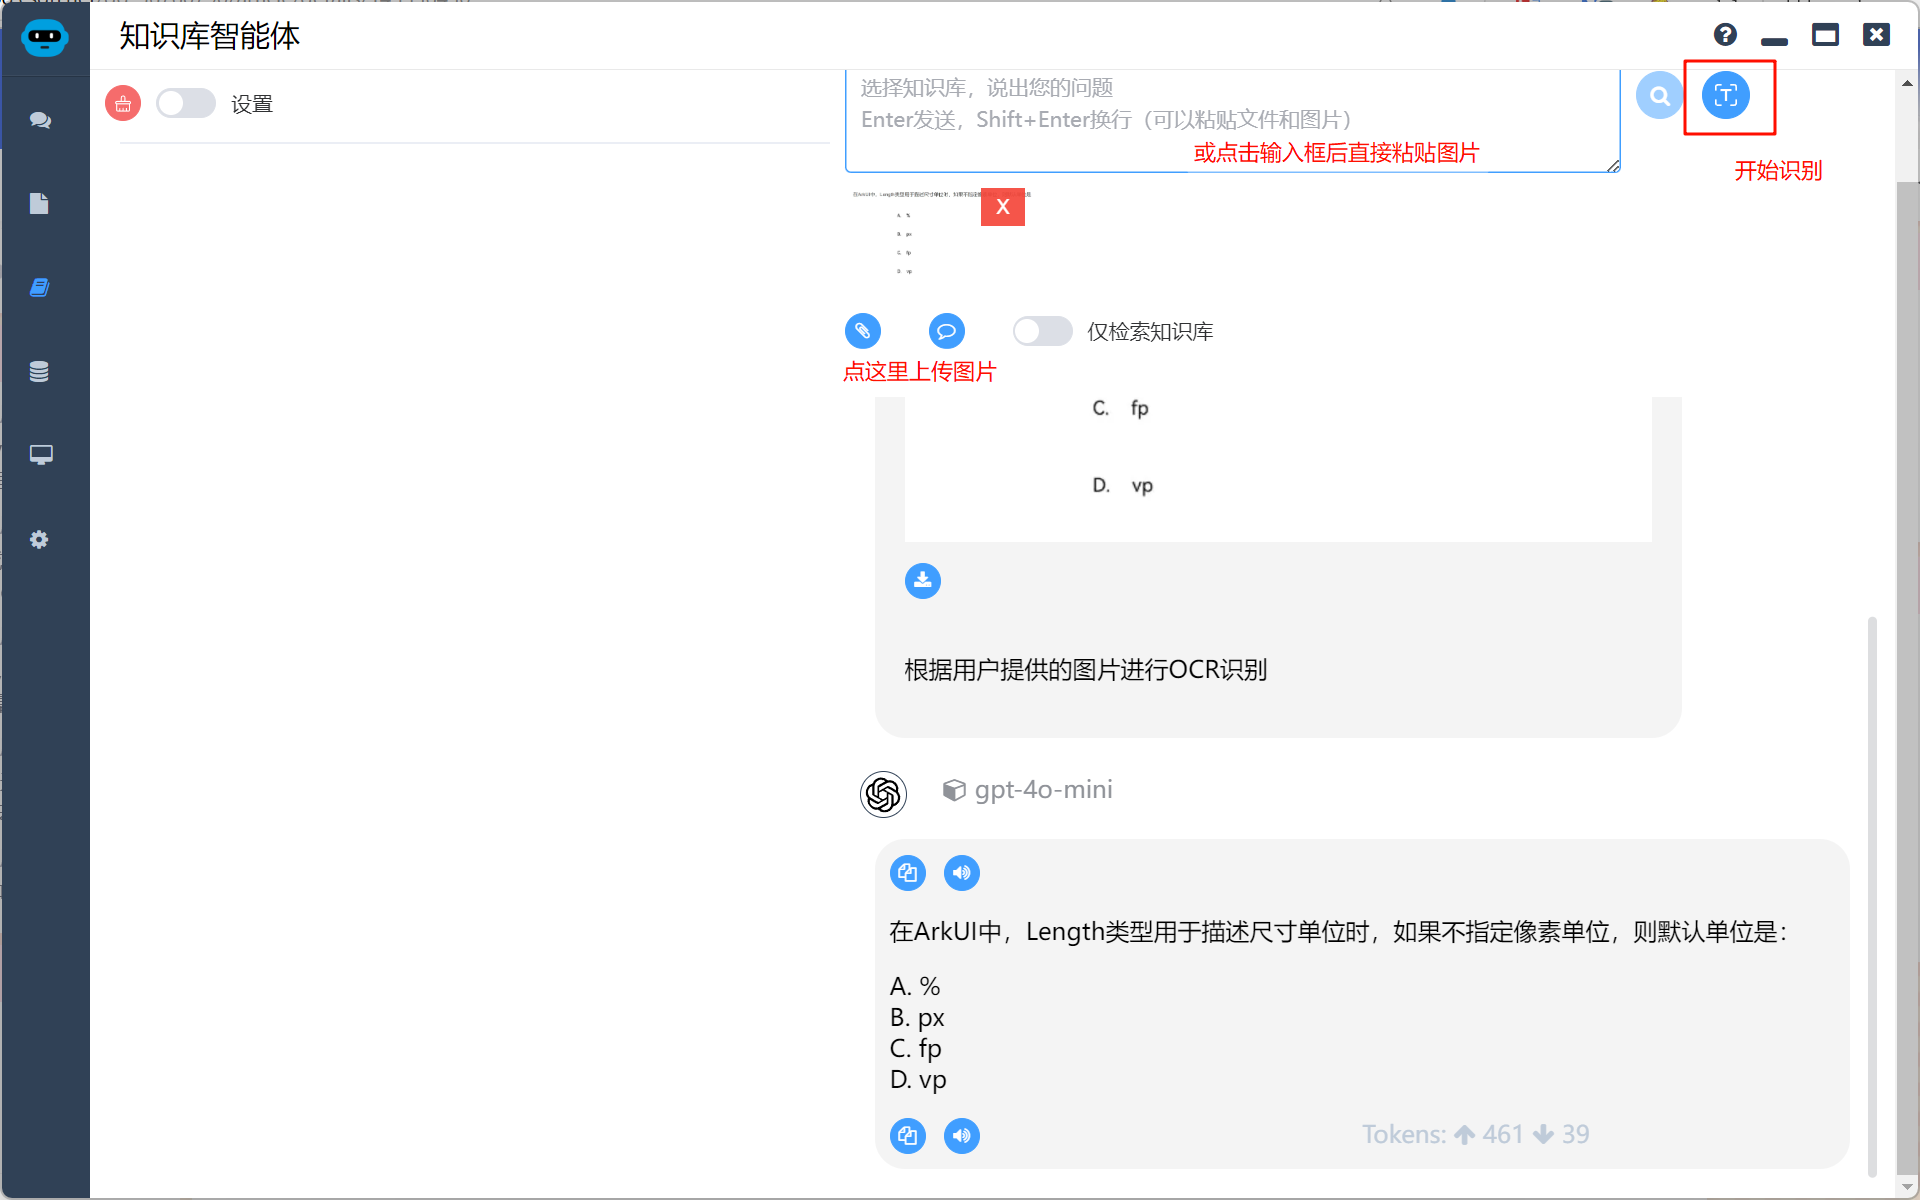 知识库智能体
设置
选择知识库，说出您的问题
Enter发送，Shift+Enter换行（可以粘贴文件和图片）
或点击输入框后直接粘贴图片
开始识别
X
A. %
B. px
C. fp
D. vp
仅检索知识库
点这里上传图片
C. fp
D. vp
根据用户提供的图片进行OCR识别
gpt-4o-mini
在ArkUI中，Length类型用于描述尺寸单位时，如果不指定像素单位，则默认单位是：
A. %
B. px
C. fp
D. vp
Tokens: 461 39